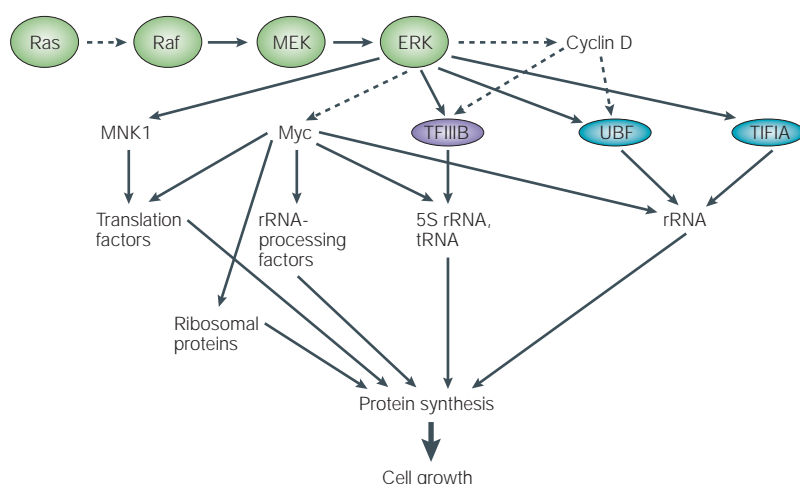 Ras
Raf
MEK
ERK
Cyclin D
MNK1
Myc
TFIIIB
UBF
TIFIA
Translation
factors
rRNA-
processing
factors
5S rRNA,
tRNA
rRNA
Ribosomal
proteins
Protein synthesis
Cell growth